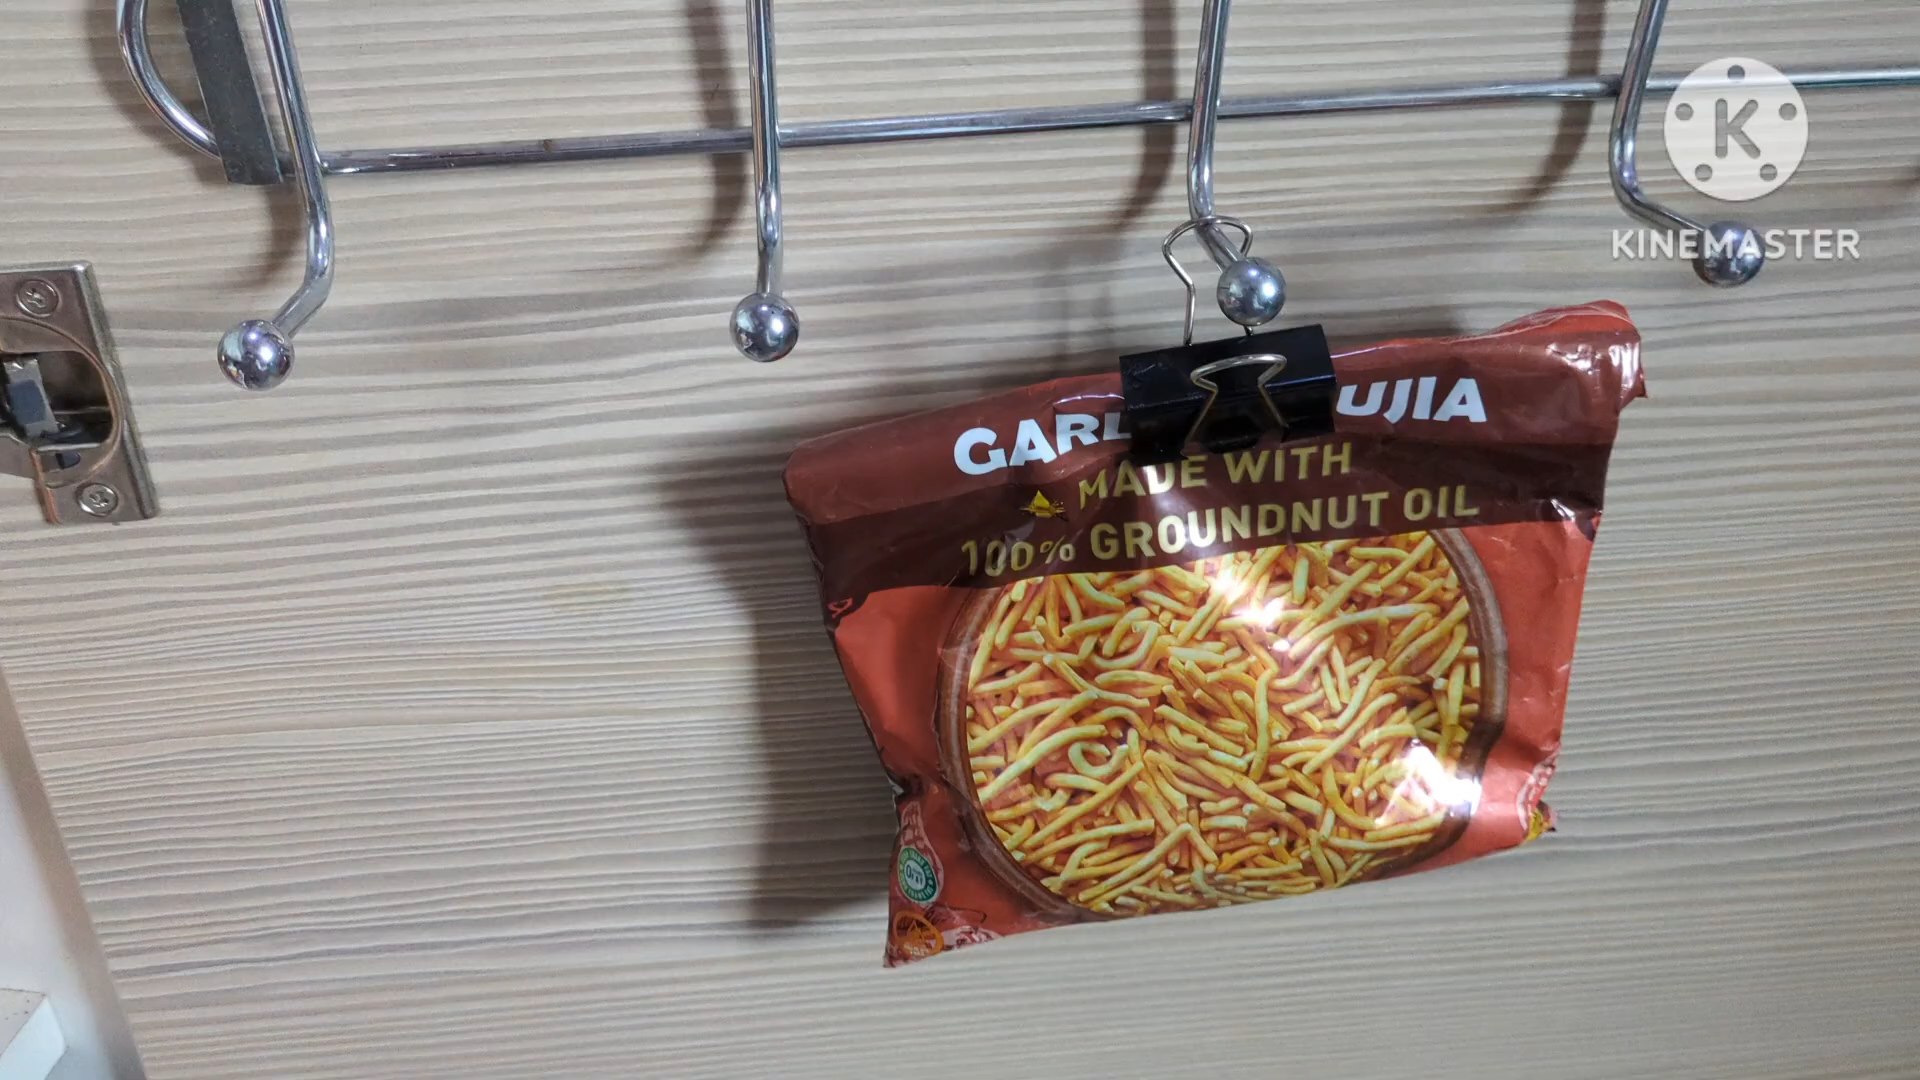 K
KINEMASTER
GARL UJIA
MADE WITH
100% GROUNDNUT OIL